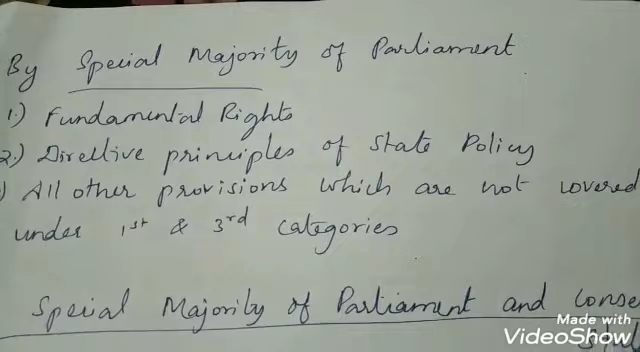 By Special Majority of Parliament
1.) Fundamental Rights
2.) Directive principles of State Policy
) All other provisions which are not covered
under 1st & 3rd categories
Special Majority of Parliament and conse
Made with
VideoShow